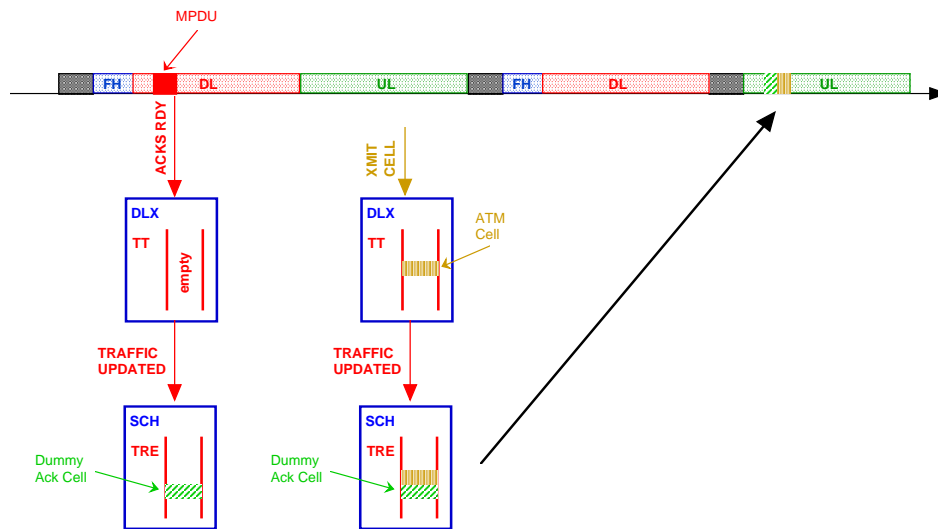 MPDU
FH
DL
UL
FH
DL
UL
ACKS RDY
XMIT
CELL
DLX
TT
empty
DLX
TT
ATM
Cell
TRAFFIC
UPDATED
TRAFFIC
UPDATED
SCH
TRE
Dummy
Ack Cell
SCH
TRE
Dummy
Ack Cell